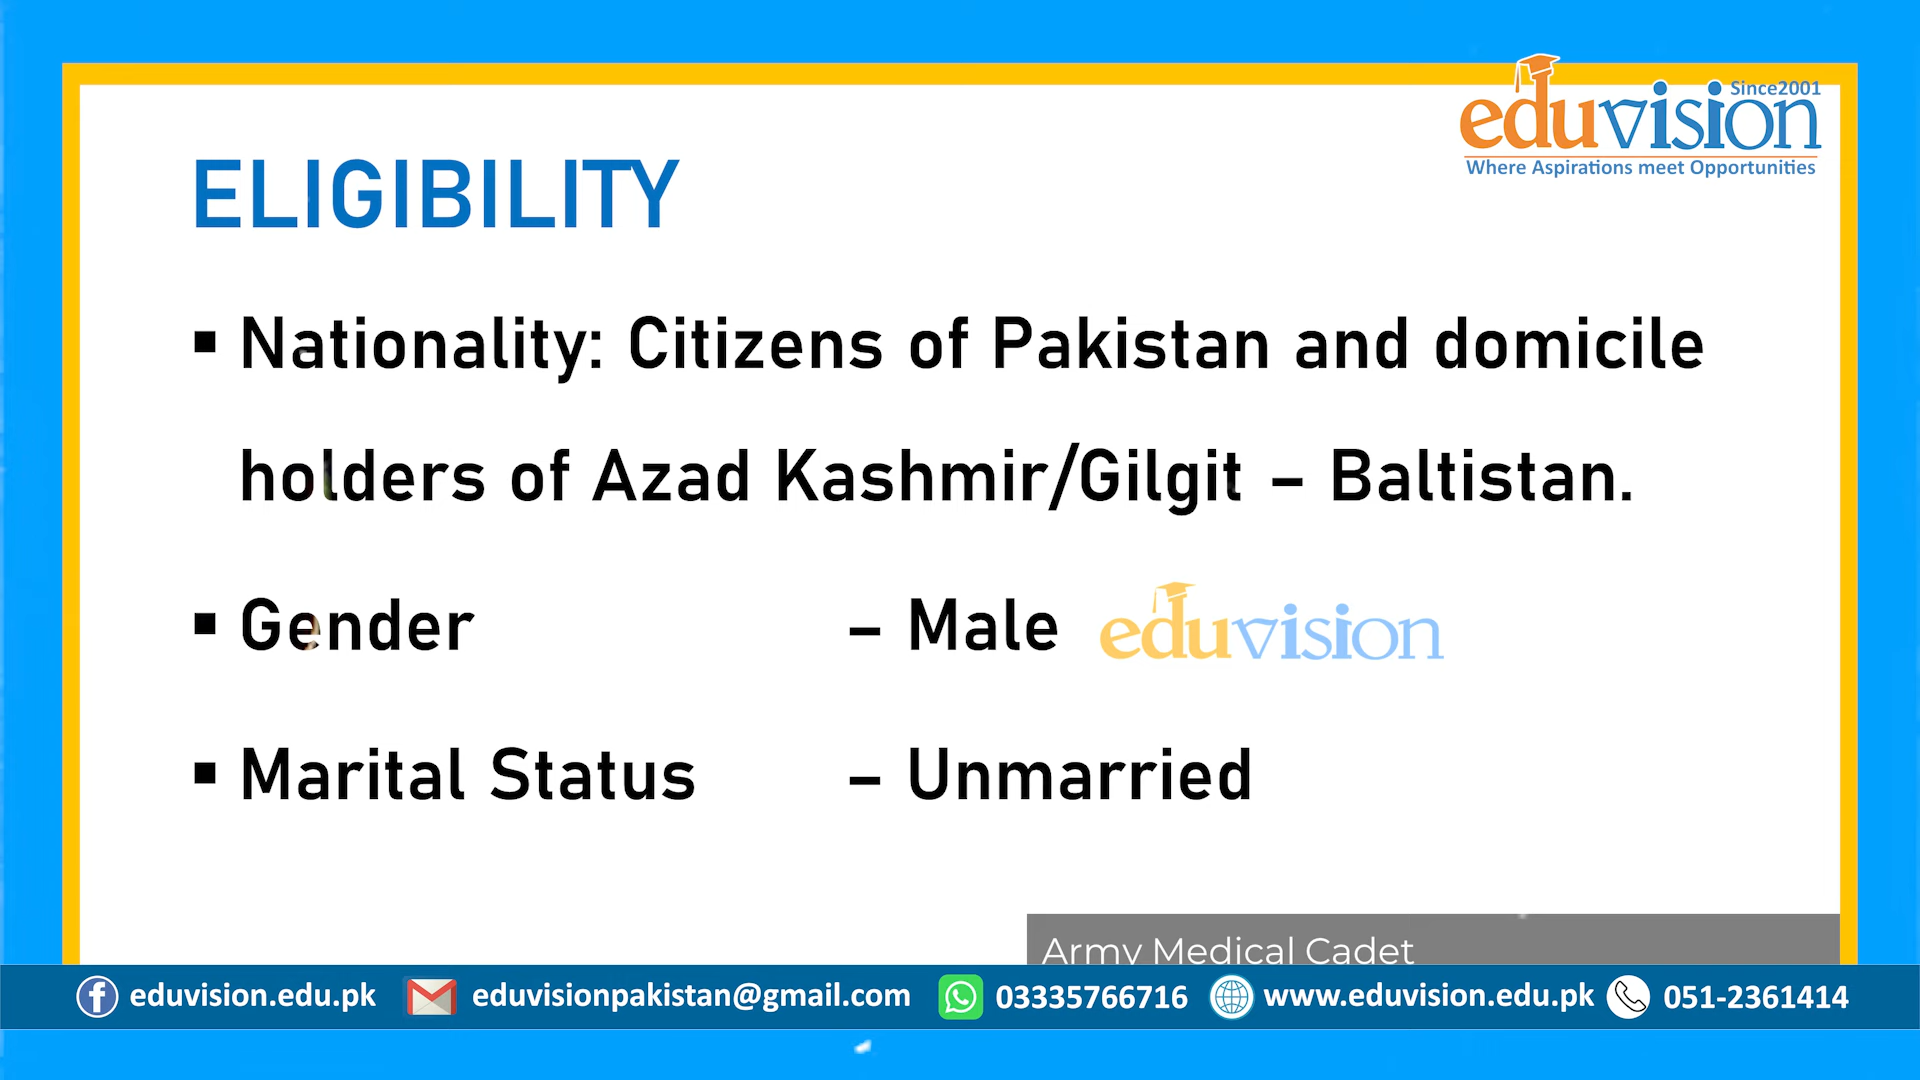 Since2001
eduvision
Where Aspirations meet Opportunities
ELIGIBILITY
▪ Nationality: Citizens of Pakistan and domicile
holders of Azad Kashmir/Gilgit – Baltistan.
▪ Gender – Male
eduvision
▪ Marital Status – Unmarried
Army Medical Cadet
eduvision.edu.pk eduvisionpakistan@gmail.com 03335766716 www.eduvision.edu.pk 051-2361414